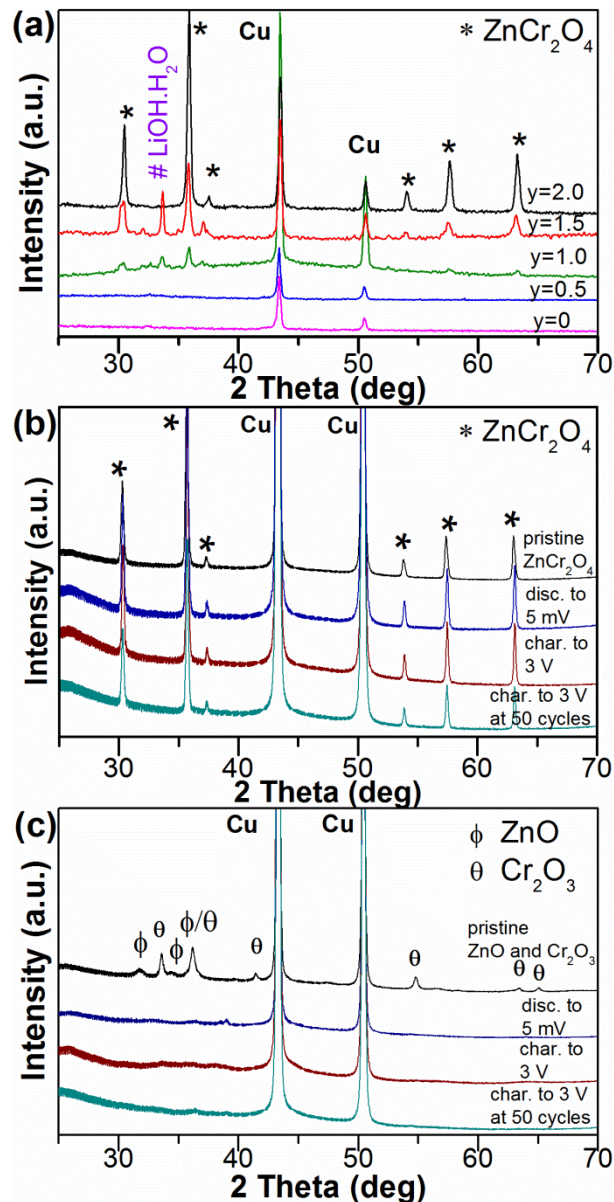 (a)
Cu
* ZnCr2O4
# LiOH.H2O
*
*
*
Cu
*
*
*
y=2.0
y=1.5
y=1.0
y=0.5
y=0
Intensity (a.u.)
30 40 50 60 70
2 Theta (deg)
(b)
*
Cu
Cu
* ZnCr2O4
*
*
*
*
*
pristine
ZnCr2O4
disc. to
5 mV
char. to
3 V
char. to 3 V
at 50 cycles
Intensity (a.u.)
30 40 50 60 70
2 Theta (deg)
(c)
Cu
Cu
ϕ ZnO
θ Cr2O3
ϕ θ ϕ ϕ/θ θ θ θ θ
pristine
ZnO and Cr2O3
disc. to
5 mV
char. to
3 V
char. to 3 V
at 50 cycles
Intensity (a.u.)
30 40 50 60 70
2 Theta (deg)